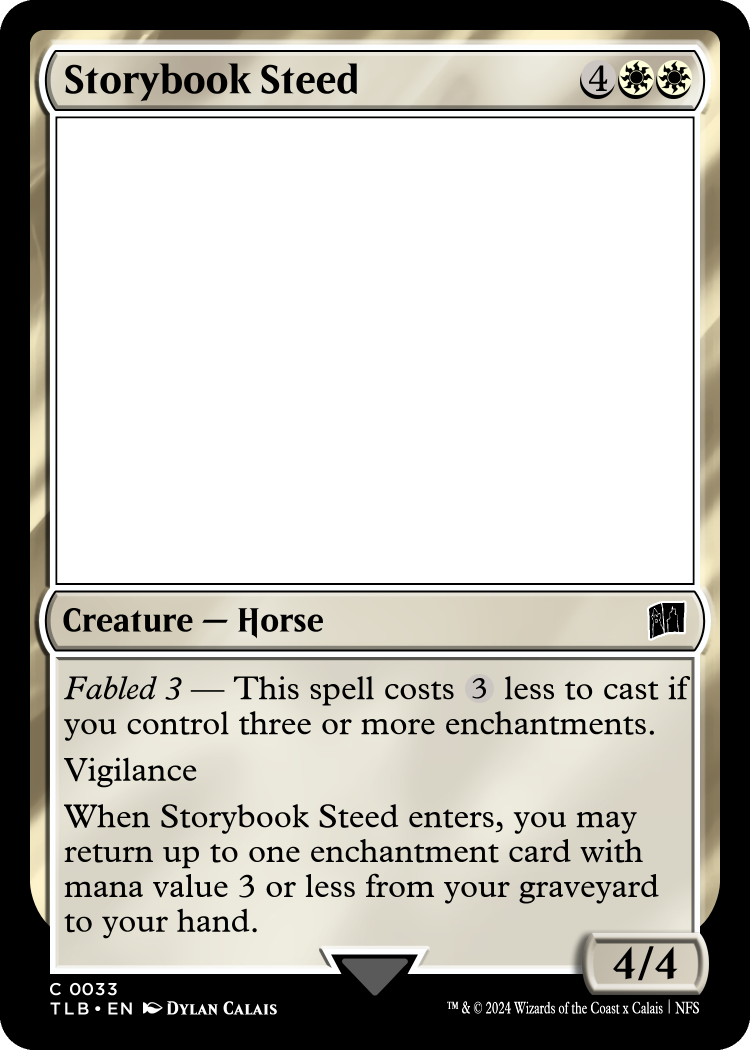 Storybook Steed 4
Creature — Horse
Fabled 3 — This spell costs 3 less to cast if
you control three or more enchantments.
Vigilance
When Storybook Steed enters, you may
return up to one enchantment card with
mana value 3 or less from your graveyard
to your hand.
4/4
C 0033
TLB • EN Dylan Calais
™ & © 2024 Wizards of the Coast x Calais | NFS